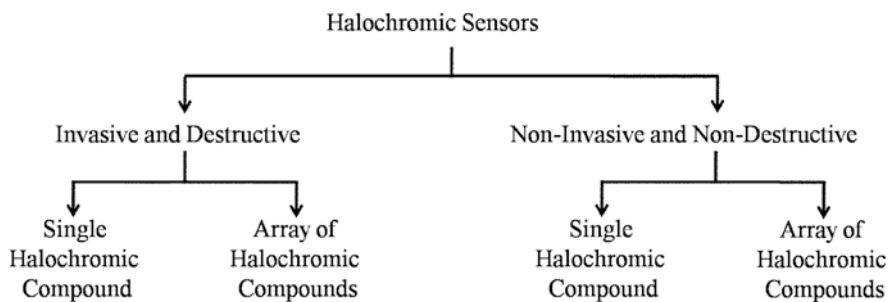 Halochromic Sensors
Invasive and Destructive
Non-Invasive and Non-Destructive
Single
Halochromic
Compound
Array of
Halochromic
Compounds
Single
Halochromic
Compound
Array of
Halochromic
Compounds